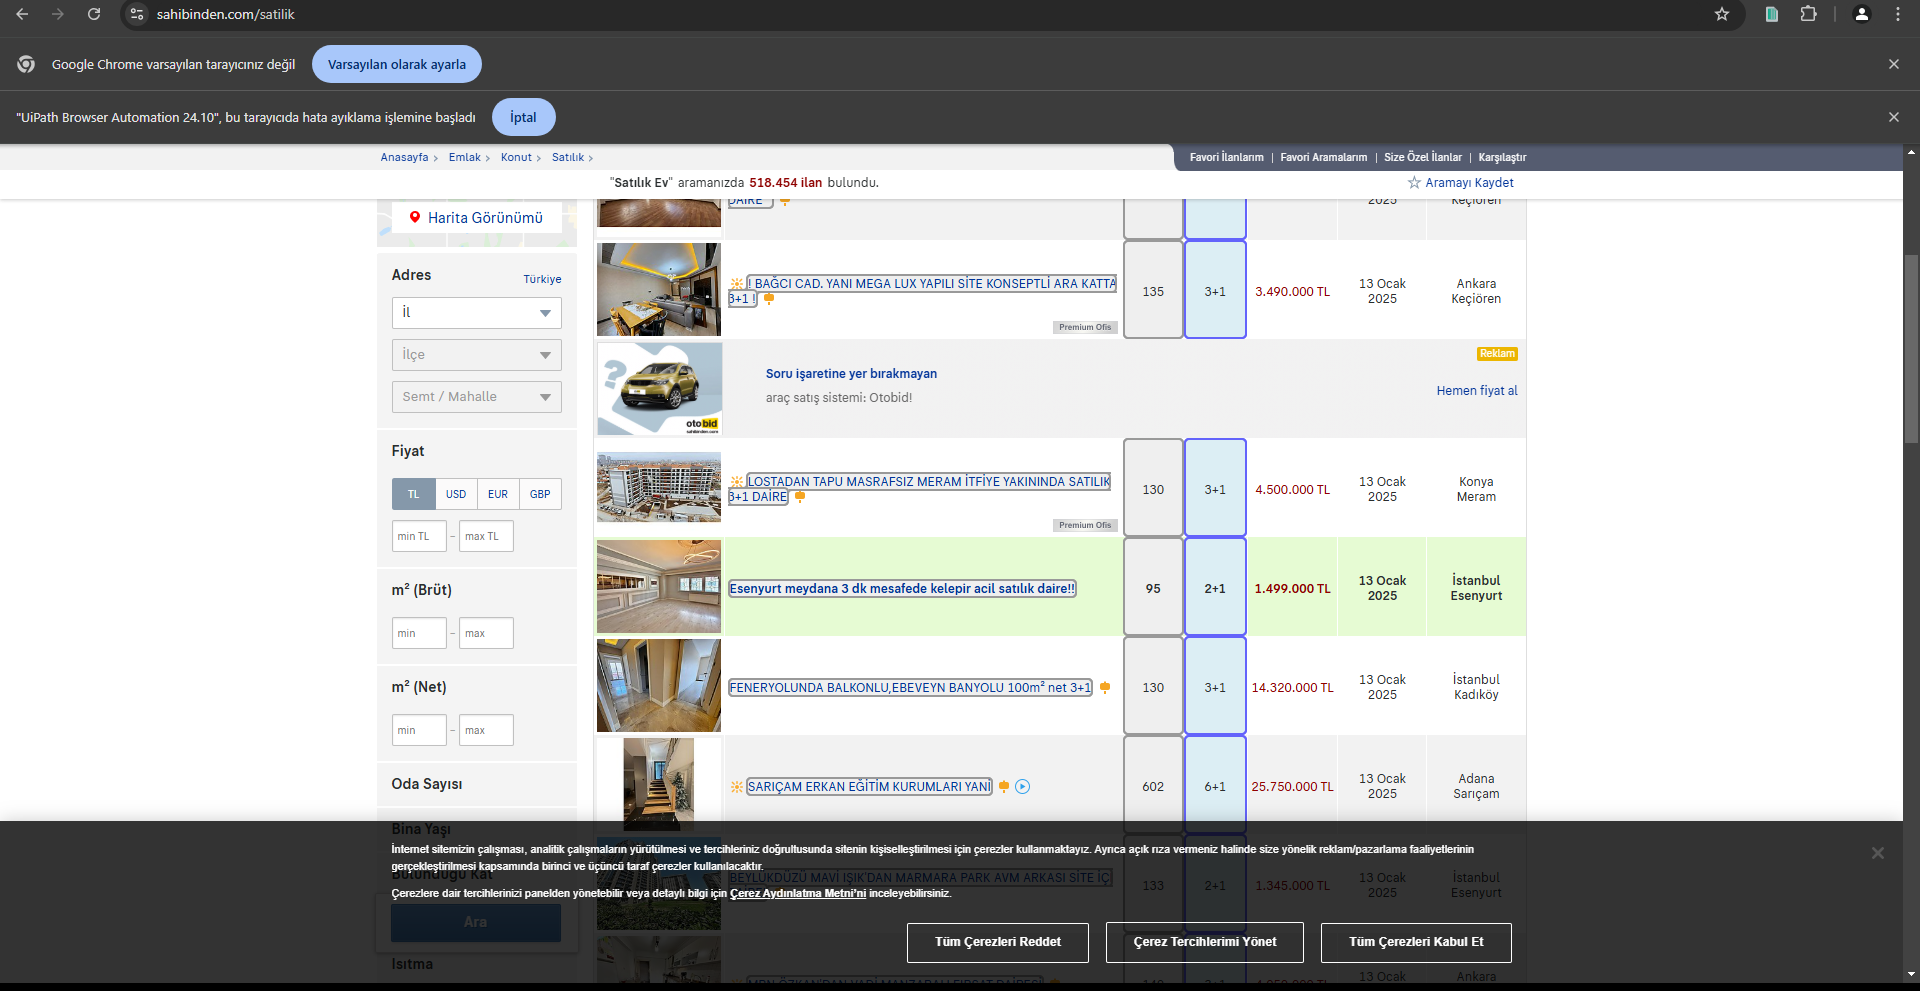 sahibinden.com/satilik
Google Chrome varsayılan tarayıcınız değil
Varsayılan olarak ayarla
"UiPath Browser Automation 24.10", bu tarayıcıda hata ayıklama işlemine başladı
İptal
Anasayfa > Emlak > Konut > Satılık >
Favori İlanlarım | Favori Aramalarım | Size Özel İlanlar | Karşılaştır
"Satılık Ev" aramanızda 518.454 ilan bulundu.
Aramayı Kaydet
Harita Görünümü
Adres
Türkiye
İl
İlçe
Semt / Mahalle
Fiyat
TL USD EUR GBP
min TL - max TL
m² (Brüt)
min - max
m² (Net)
min - max
Oda Sayısı
Bina Yaşı
Bulunduğu Kat
Ara
Isıtma
DAİRE
2025
Keçiören
! BAĞCI CAD. YANI MEGA LUX YAPILI SİTE KONSEPTLİ ARA KATTA
3+1 !
Premium Ofis
135
3+1
3.490.000 TL
13 Ocak
2025
Ankara
Keçiören
otobid
sahibinden.com
Soru işaretine yer bırakmayan
araç satış sistemi: Otobid!
Reklam
Hemen fiyat al
LOSTADAN TAPU MASRAFSIZ MERAM İTFİYE YAKININDA SATILIK
3+1 DAİRE
Premium Ofis
130
3+1
4.500.000 TL
13 Ocak
2025
Konya
Meram
Esenyurt meydana 3 dk mesafede kelepir acil satılık daire!!
95
2+1
1.499.000 TL
13 Ocak
2025
İstanbul
Esenyurt
FENERYOLUNDA BALKONLU,EBEVEYN BANYOLU 100m² net 3+1
130
3+1
14.320.000 TL
13 Ocak
2025
İstanbul
Kadıköy
SARIÇAM ERKAN EĞİTİM KURUMLARI YANI
602
6+1
25.750.000 TL
13 Ocak
2025
Adana
Sarıçam
BEYLÜKDÜZÜ MAVİ IŞIK'DAN MARMARA PARK AVM ARKASI SİTE İÇİ
133
2+1
1.345.000 TL
13 Ocak
2025
İstanbul
Esenyurt
13 Ocak
Ankara
İnternet sitemizin çalışması, analitik çalışmaların yürütülmesi ve tercihleriniz doğrultusunda sitenin kişiselleştirilmesi için çerezler kullanmaktayız. Ayrıca açık rıza vermeniz halinde size yönelik reklam/pazarlama faaliyetlerinin
gerçekleştirilmesi kapsamında birinci ve üçüncü taraf çerezler kullanılacaktır.
Çerezlere dair tercihlerinizi panelden yönetebilir veya detaylı bilgi için Çerez Aydınlatma Metni'ni inceleyebilirsiniz.
Tüm Çerezleri Reddet
Çerez Tercihlerimi Yönet
Tüm Çerezleri Kabul Et